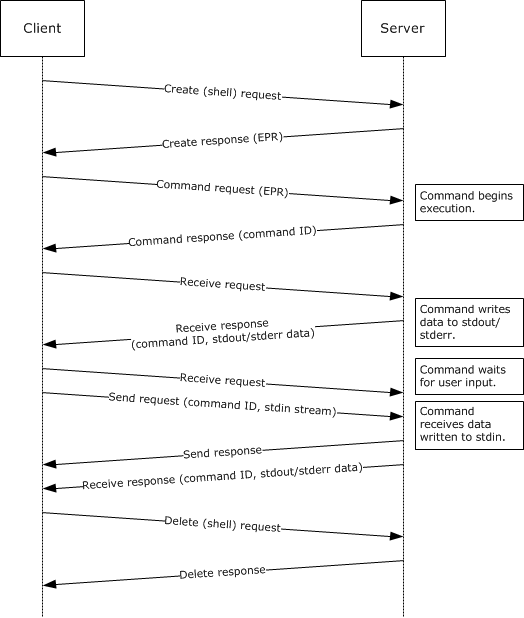 Client
Server
Create (shell) request
Create response (EPR)
Command request (EPR)
Command begins
execution.
Command response (command ID)
Receive request
Command writes
data to stdout/
stderr.
Receive response
(command ID, stdout/stderr data)
Command waits
for user input.
Receive request
Send request (command ID, stdin stream)
Command
receives data
written to stdin.
Send response
Receive response (command ID, stdout/stderr data)
Delete (shell) request
Delete response